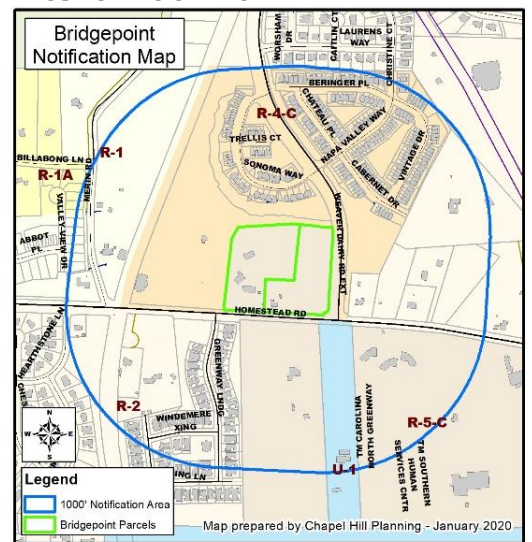 Bridgepoint
Notification Map
WORSHAM
DR
CAITLIN CT
LAURENS
WAY
CHRISTINE CT
BERINGER PL
R-4-C
CHATEAU PL
NAPA VALLEY WAY
VINTAGE DR
TRELLIS CT
SONOMA WAY
CABERNET DR
R-1
BILLABONG LN
R-1A
MERIN RD
VALLEY VIEW DR
ABBOT
PL
WEAVER DAIRY RD EXT
HOMESTEAD RD
HEARTHSTONE LN
GREENWAY LNDG
R-2
WINDEMERE
XING
ING LN
R-5-C
TM CAROLINA
NORTH GREENWAY
TM SOUTHERN
HUMAN
SERVICES CNTR
U-1
N
W
E
S
Legend
1000' Notification Area
Bridgepoint Parcels
Map prepared by Chapel Hill Planning - January 2020